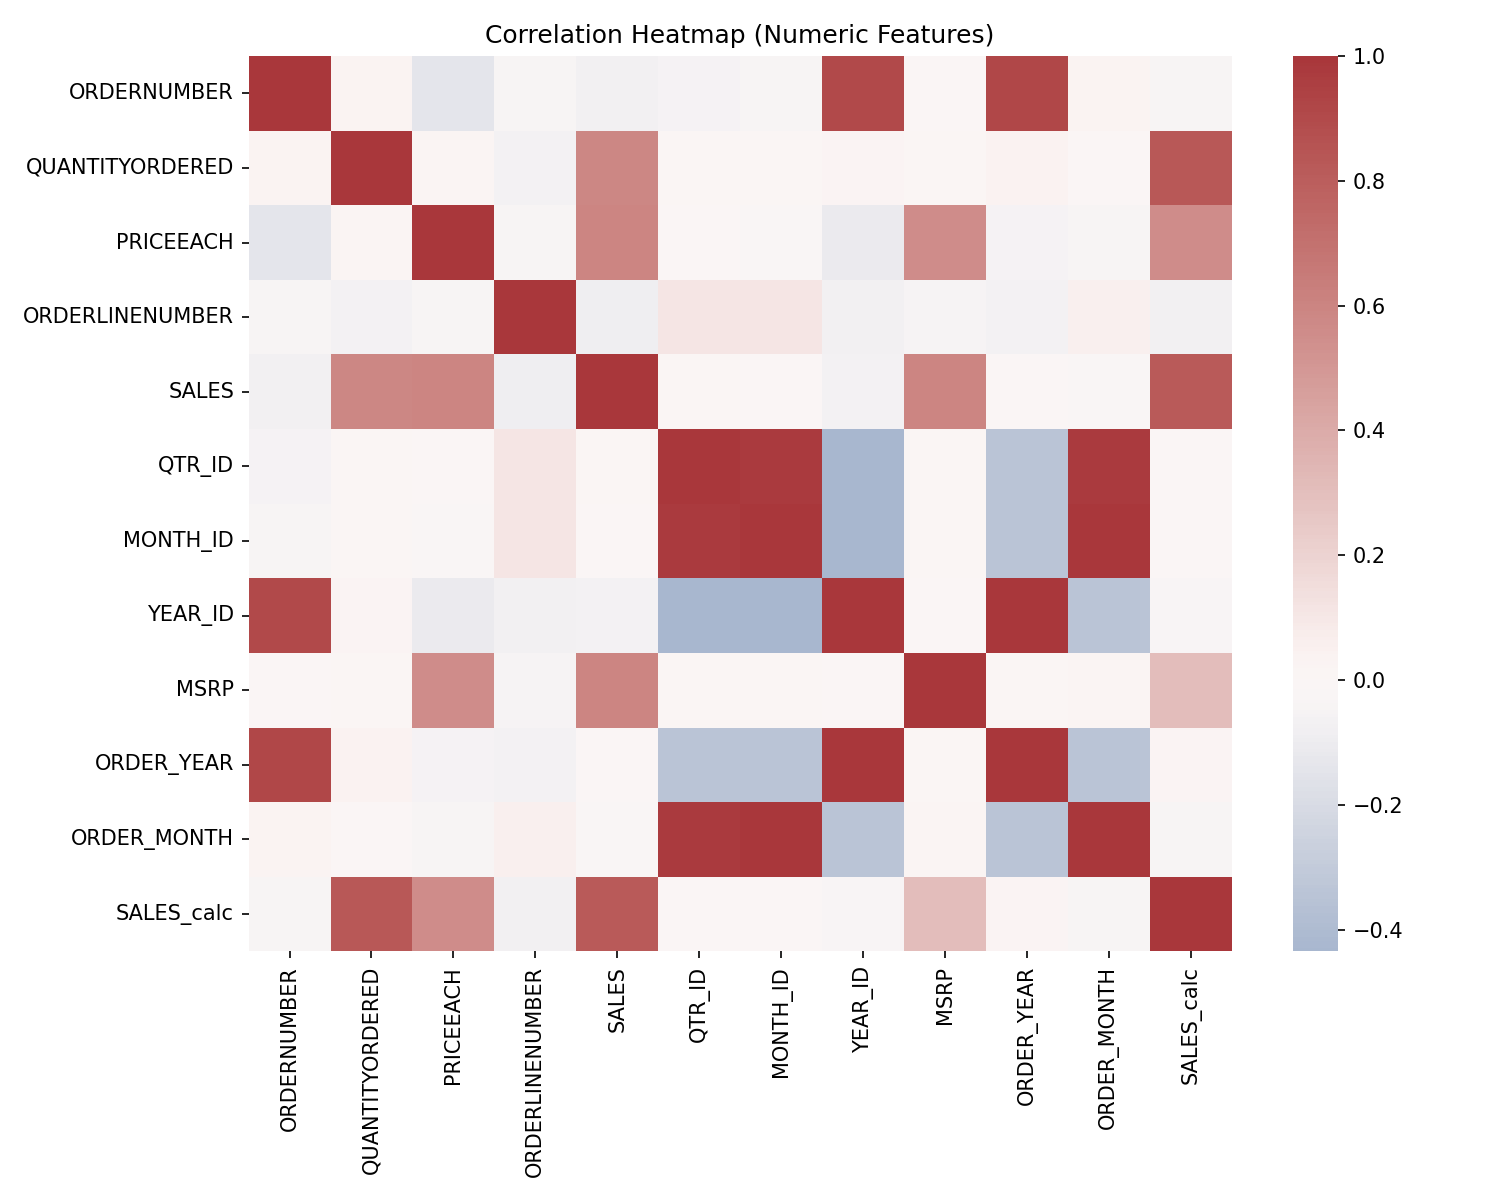 Correlation Heatmap (Numeric Features)
ORDERNUMBER
QUANTITYORDERED
PRICEEACH
ORDERLINENUMBER
SALES
QTR_ID
MONTH_ID
YEAR_ID
MSRP
ORDER_YEAR
ORDER_MONTH
SALES_calc
ORDERNUMBER
QUANTITYORDERED
PRICEEACH
ORDERLINENUMBER
SALES
QTR_ID
MONTH_ID
YEAR_ID
MSRP
ORDER_YEAR
ORDER_MONTH
SALES_calc
1.0
0.8
0.6
0.4
0.2
0.0
−0.2
−0.4